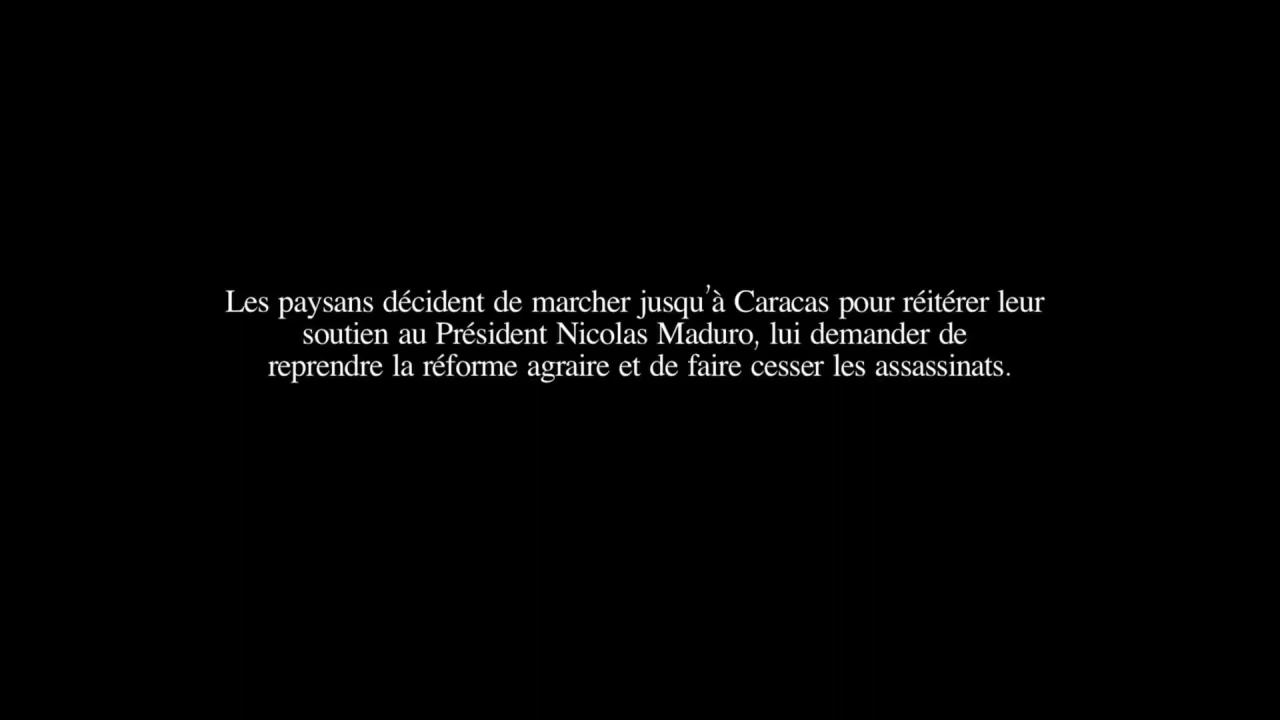 Les paysans décident de marcher jusqu’à Caracas pour réitérer leur
soutien au Président Nicolas Maduro, lui demander de
reprendre la réforme agraire et de faire cesser les assassinats.